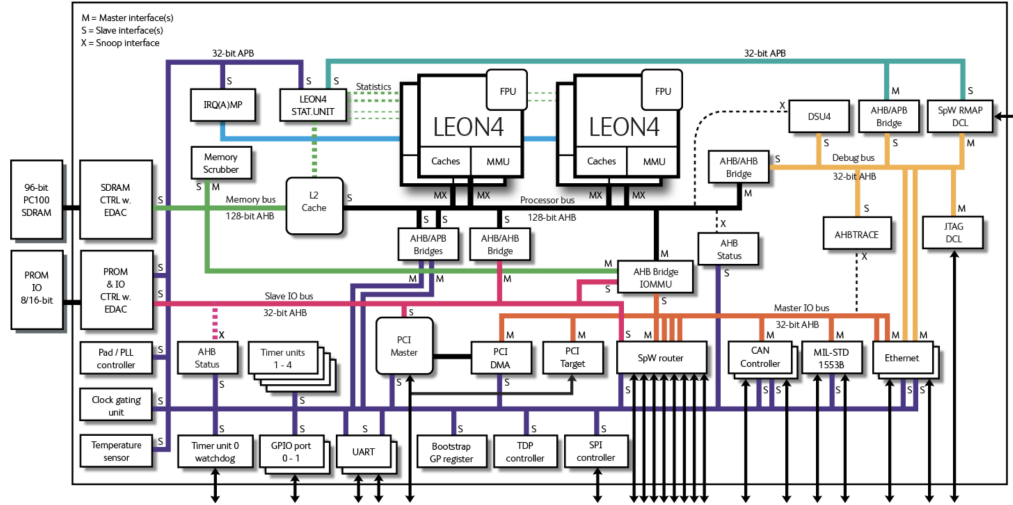 M = Master interface(s)
S = Slave interface(s)
X = Snoop interface
32-bit APB
32-bit APB
S
S
S
Statistics
M
S
IRQ(A)MP
LEON4
STAT.UNIT
FPU
LEON4
Caches
MMU
FPU
LEON4
Caches
MMU
X
DSU4
AHB/APB
Bridge
SpW RMAP
DCL
S
S
M
Memory
Scrubber
S
M
AHB/AHB
Bridge
S
M
Debug bus
32-bit AHB
96-bit
PC100
SDRAM
SDRAM
CTRL w.
EDAC
S
Memory bus
128-bit AHB
L2
Cache
S
MX
MX
MX
MX
Processor bus
128-bit AHB
S
S
S
AHB/APB
Bridges
AHB/AHB
Bridge
X
AHB
Status
S
S
AHBTRACE
M
JTAG
DCL
PROM
8/16-bit
PROM
& IO
CTRL w.
EDAC
S
S
M
M
M
M
M
S
AHB Bridge
IOMMU
S
Slave IO bus
32-bit AHB
Master IO bus
32-bit AHB
X
S
M
M
S
M
M
M
M
M
Pad / PLL
controller
S
AHB
Status
Timer units
1 - 4
PCI
Master
PCI
DMA
PCI
Target
SpW router
CAN
Controller
MIL-STD
1553B
Ethernet
S
S
S
S
S
S
S
S
S
S
Clock gating
unit
S
Temperature
sensor
S
S
S
S
S
S
S
S
Timer unit 0
watchdog
GPIO port
0 - 1
UART
Bootstrap
GP register
TDP
controller
SPI
controller